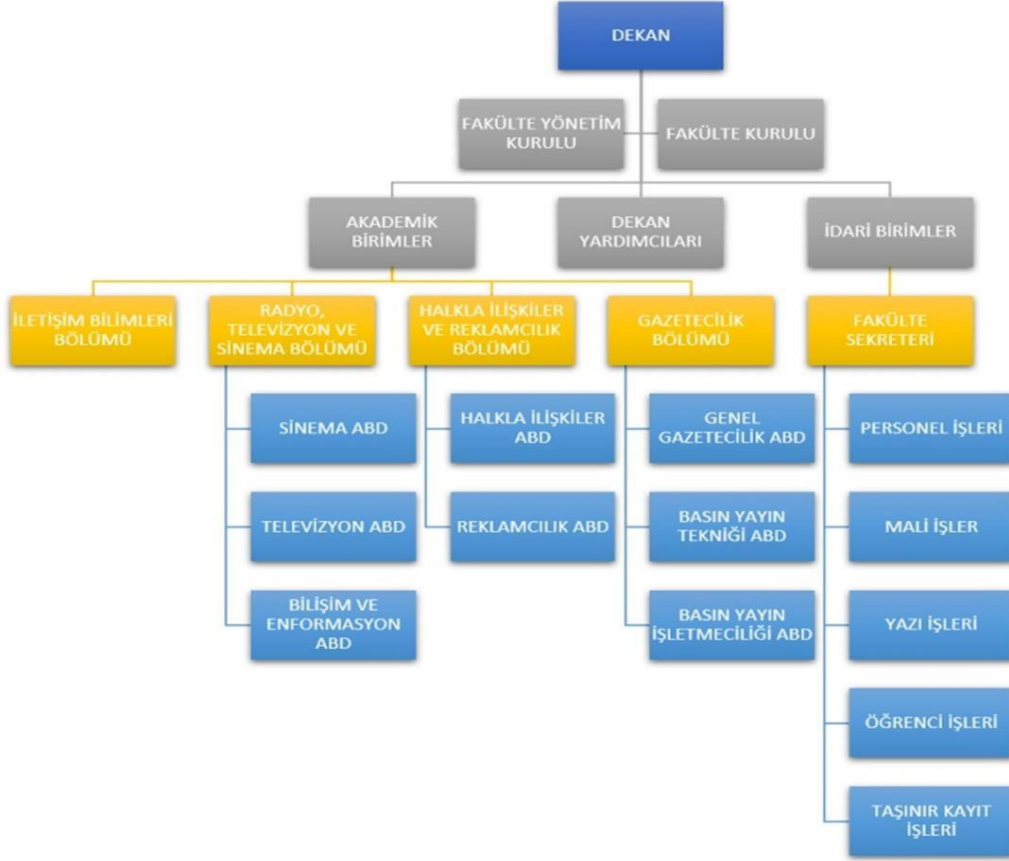 DEKAN
FAKÜLTE YÖNETİM
KURULU
FAKÜLTE KURULU
AKADEMİK
BİRİMLER
DEKAN
YARDIMCILARI
İDARİ BİRİMLER
İLETİŞİM BİLİMLERİ
BÖLÜMÜ
RADYO,
TELEVİZYON VE
SİNEMA BÖLÜMÜ
HALKLA İLİŞKİLER
VE REKLAMCILIK
BÖLÜMÜ
GAZETECİLİK
BÖLÜMÜ
FAKÜLTE
SEKRETERİ
SİNEMA ABD
TELEVİZYON ABD
BİLİŞİM VE
ENFORMASYON
ABD
HALKLA İLİŞKİLER
ABD
REKLAMCILIK ABD
GENEL
GAZETECİLİK ABD
BASIN YAYIN
TEKNİĞİ ABD
BASIN YAYIN
İŞLETMECİLİĞİ ABD
PERSONEL İŞLERİ
MALİ İŞLER
YAZI İŞLERİ
ÖĞRENCİ İŞLERİ
TAŞINIR KAYIT
İŞLERİ